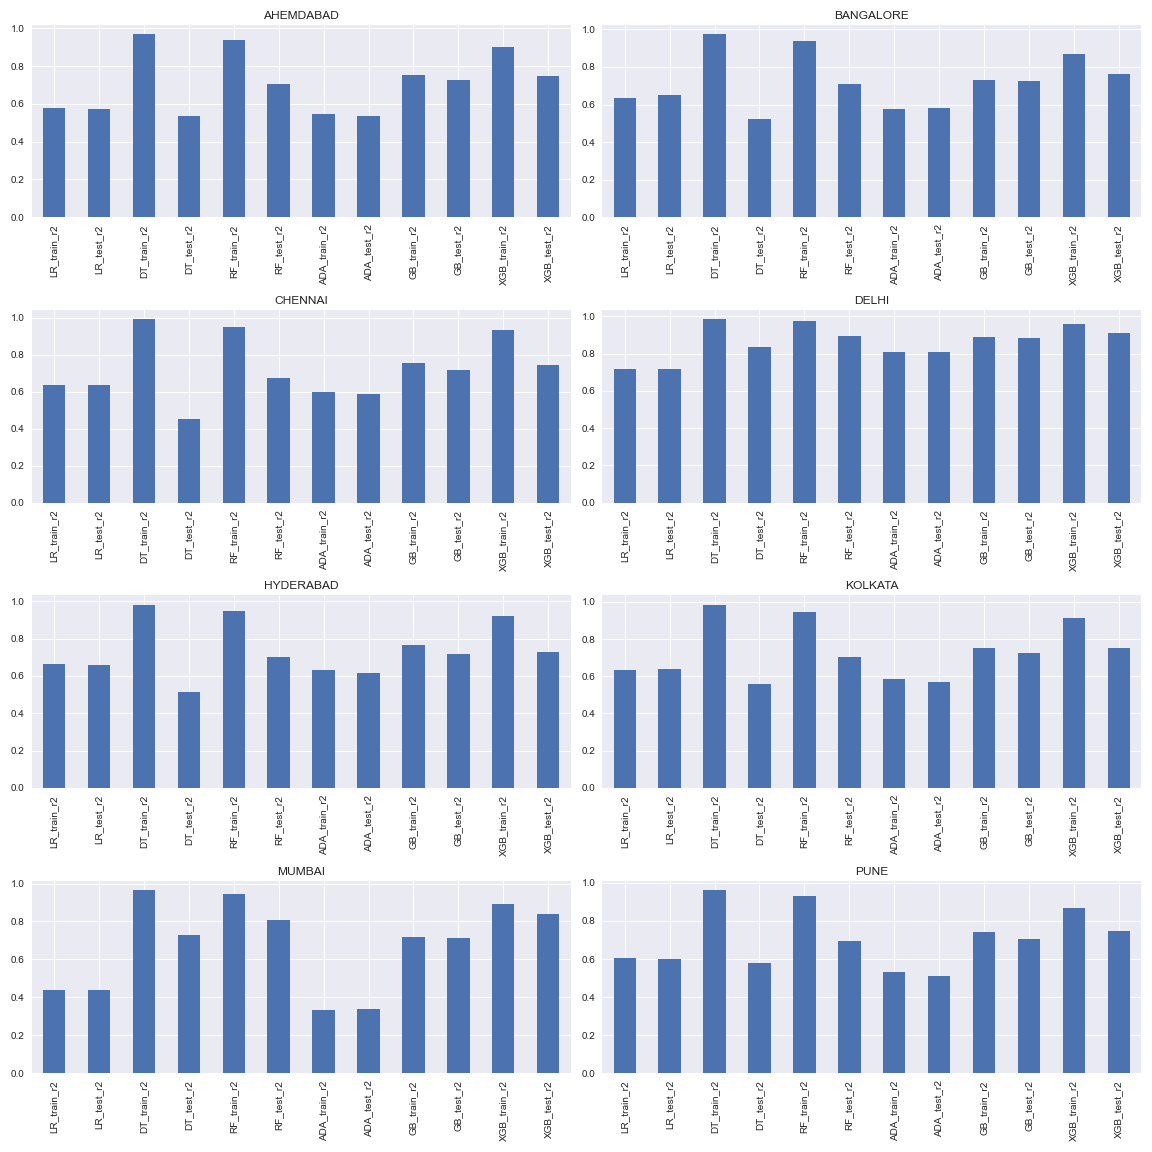 AHEMDABAD
1.0
0.8
0.6
0.4
0.2
0.0
LR_train_r2
LR_test_r2
DT_train_r2
DT_test_r2
RF_train_r2
RF_test_r2
ADA_train_r2
ADA_test_r2
GB_train_r2
GB_test_r2
XGB_train_r2
XGB_test_r2
BANGALORE
1.0
0.8
0.6
0.4
0.2
0.0
LR_train_r2
LR_test_r2
DT_train_r2
DT_test_r2
RF_train_r2
RF_test_r2
ADA_train_r2
ADA_test_r2
GB_train_r2
GB_test_r2
XGB_train_r2
XGB_test_r2
CHENNAI
1.0
0.8
0.6
0.4
0.2
0.0
LR_train_r2
LR_test_r2
DT_train_r2
DT_test_r2
RF_train_r2
RF_test_r2
ADA_train_r2
ADA_test_r2
GB_train_r2
GB_test_r2
XGB_train_r2
XGB_test_r2
DELHI
1.0
0.8
0.6
0.4
0.2
0.0
LR_train_r2
LR_test_r2
DT_train_r2
DT_test_r2
RF_train_r2
RF_test_r2
ADA_train_r2
ADA_test_r2
GB_train_r2
GB_test_r2
XGB_train_r2
XGB_test_r2
HYDERABAD
1.0
0.8
0.6
0.4
0.2
0.0
LR_train_r2
LR_test_r2
DT_train_r2
DT_test_r2
RF_train_r2
RF_test_r2
ADA_train_r2
ADA_test_r2
GB_train_r2
GB_test_r2
XGB_train_r2
XGB_test_r2
KOLKATA
1.0
0.8
0.6
0.4
0.2
0.0
LR_train_r2
LR_test_r2
DT_train_r2
DT_test_r2
RF_train_r2
RF_test_r2
ADA_train_r2
ADA_test_r2
GB_train_r2
GB_test_r2
XGB_train_r2
XGB_test_r2
MUMBAI
1.0
0.8
0.6
0.4
0.2
0.0
LR_train_r2
LR_test_r2
DT_train_r2
DT_test_r2
RF_train_r2
RF_test_r2
ADA_train_r2
ADA_test_r2
GB_train_r2
GB_test_r2
XGB_train_r2
XGB_test_r2
PUNE
1.0
0.8
0.6
0.4
0.2
0.0
LR_train_r2
LR_test_r2
DT_train_r2
DT_test_r2
RF_train_r2
RF_test_r2
ADA_train_r2
ADA_test_r2
GB_train_r2
GB_test_r2
XGB_train_r2
XGB_test_r2